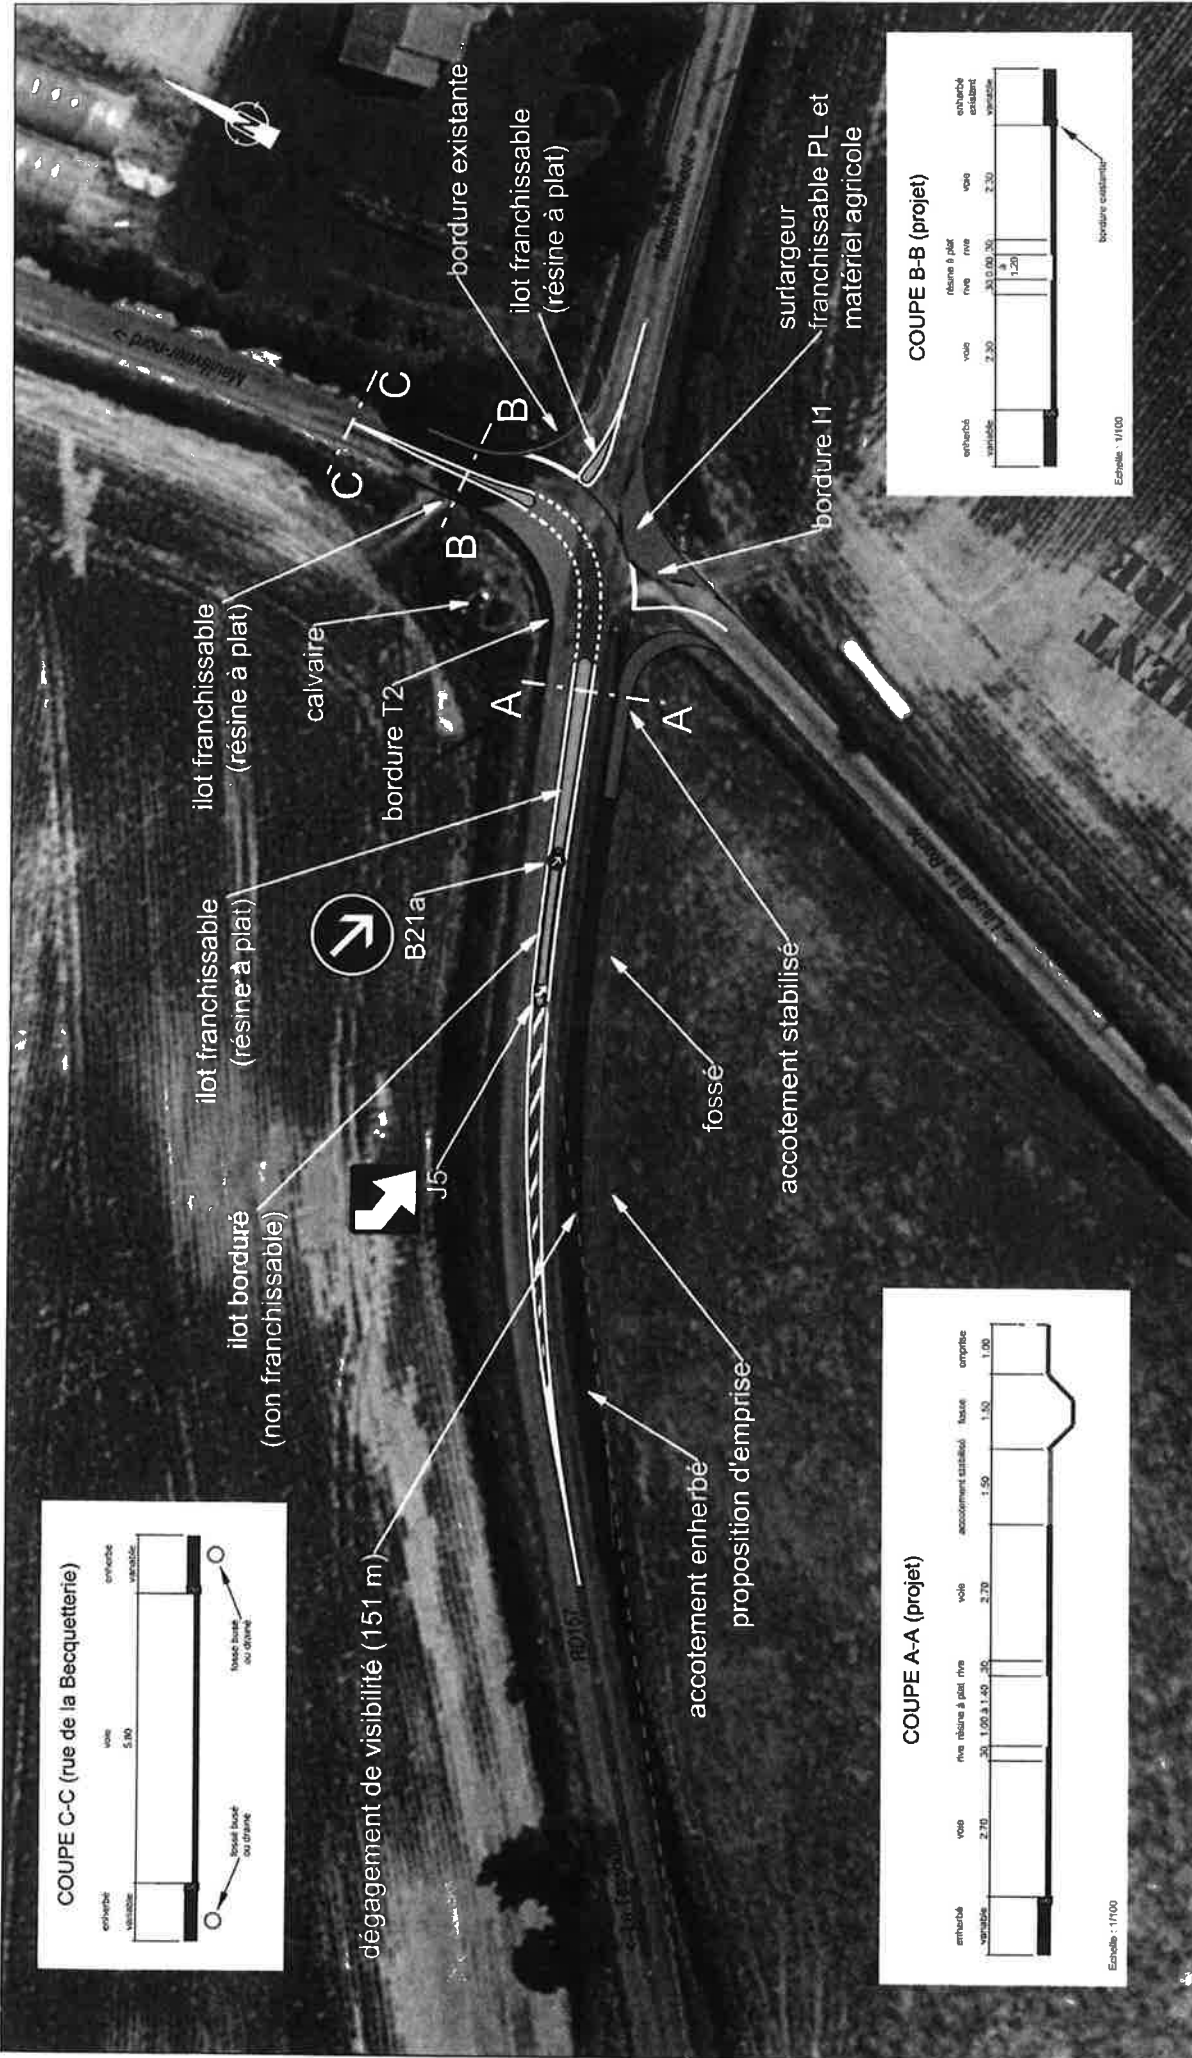 COUPE C-C (rue de la Becquetterie)
enherbé
voie
enherbé
variable
5.80
variable
fossé busé
ou drainé
fossé busé
ou drainé
dégagement de visibilité (151 m)
ilot borduré
(non franchissable)
ilot franchissable
(résine à plat)
ilot franchissable
(résine à plat)
J5
B21a
calvaire
bordure T2
A
A
B
B
C
C
N
bordure existante
ilot franchissable
(résine à plat)
surlargeur
franchissable PL et
matériel agricole
bordure I1
accotement stabilisé
fossé
proposition d'emprise
accotement enherbé
RD167
COUPE A-A (projet)
enherbé
voie
rive
résine à plat
rive
voie
accotement stabilisé
fossé
emprise
variable
2.70
.30
1.00 à 1.40
.30
2.70
1.50
1.50
1.00
Echelle : 1/100
COUPE B-B (projet)
enherbé
voie
rive
résine à plat
rive
voie
enherbé
existant
variable
2.30
.30
0.00
à
1.20
.30
2.30
variable
bordure existante
Echelle : 1/100